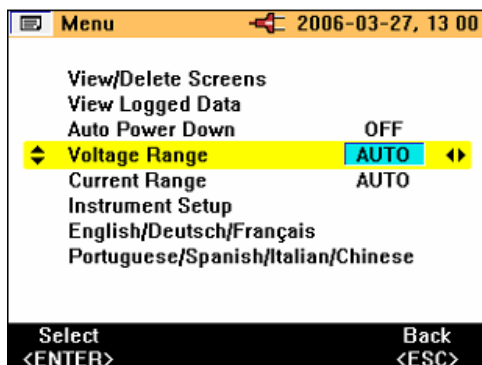 Menu 2006-03-27, 13 00
View/Delete Screens
View Logged Data
Auto Power Down OFF
Voltage Range AUTO
Current Range AUTO
Instrument Setup
English/Deutsch/Français
Portuguese/Spanish/Italian/Chinese
Select Back
<ENTER> <ESC>